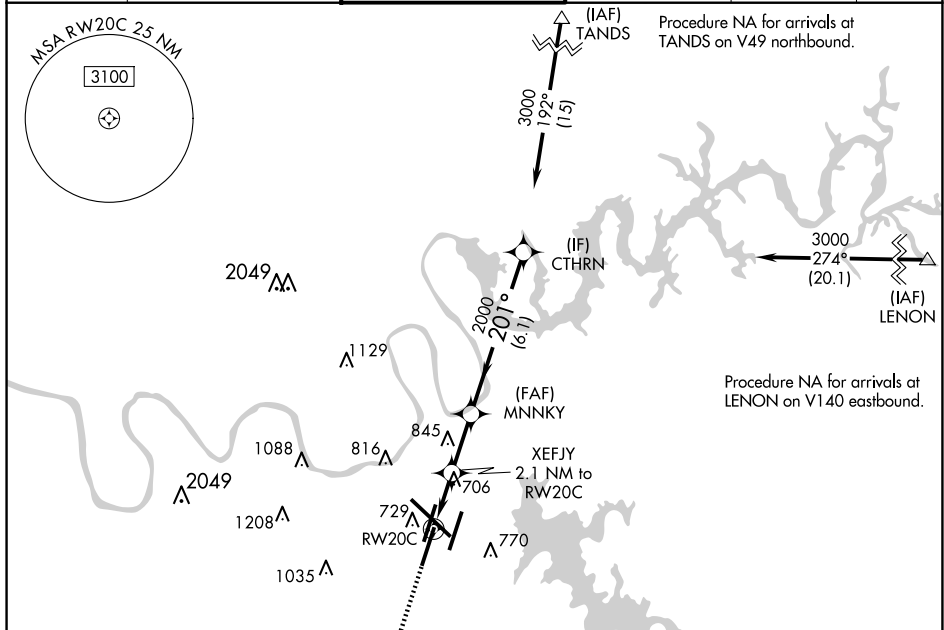 MSA RW20C 25 NM
3100
(IAF)
TANDS
Procedure NA for arrivals at
TANDS on V49 northbound.
3000
192°
(15)
(IF)
CTHRN
3000
274°
(20.1)
(IAF)
LENON
2049
2000
201°
(6.1)
1129
Procedure NA for arrivals at
LENON on V140 eastbound.
(FAF)
MNNKY
845
1088
816
XEFJY
2.1 NM to
RW20C
706
2049
1208
729
RW20C
770
1035